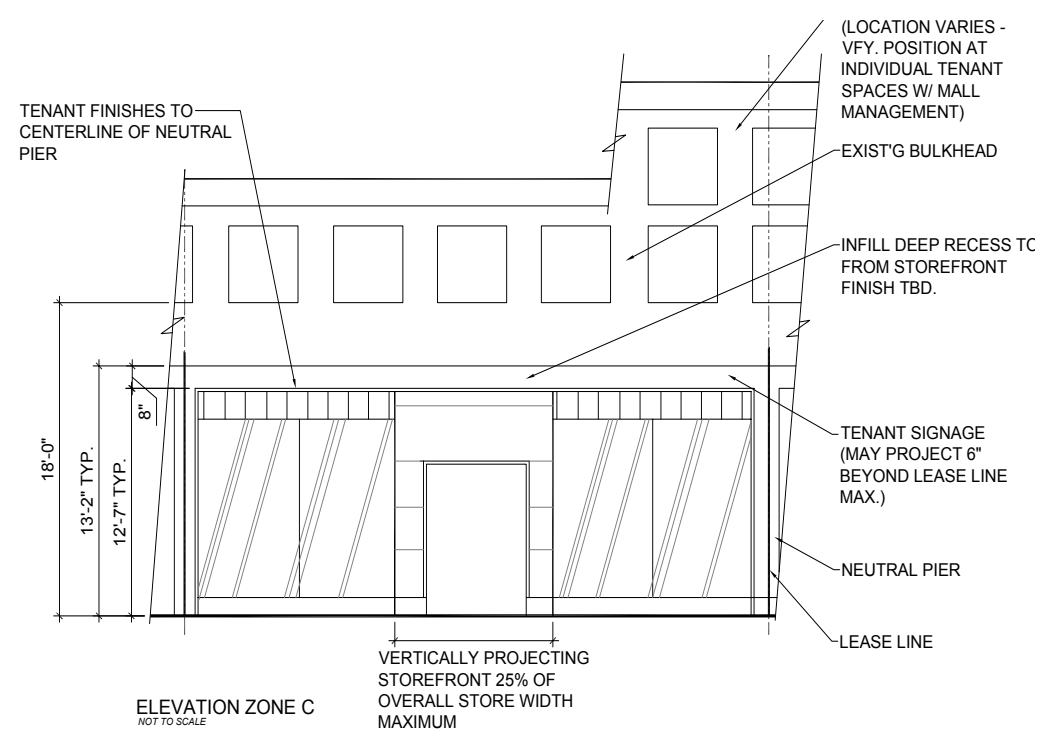 (LOCATION VARIES -
VFY. POSITION AT
INDIVIDUAL TENANT
SPACES W/ MALL
MANAGEMENT)
TENANT FINISHES TO
CENTERLINE OF NEUTRAL
PIER
EXIST'G BULKHEAD
INFILL DEEP RECESS TO
FROM STOREFRONT
FINISH TBD.
18'-0"
13'-2" TYP.
12'-7" TYP.
8"
TENANT SIGNAGE
(MAY PROJECT 6"
BEYOND LEASE LINE
MAX.)
NEUTRAL PIER
LEASE LINE
VERTICALLY PROJECTING
STOREFRONT 25% OF
OVERALL STORE WIDTH
MAXIMUM
ELEVATION ZONE C
NOT TO SCALE